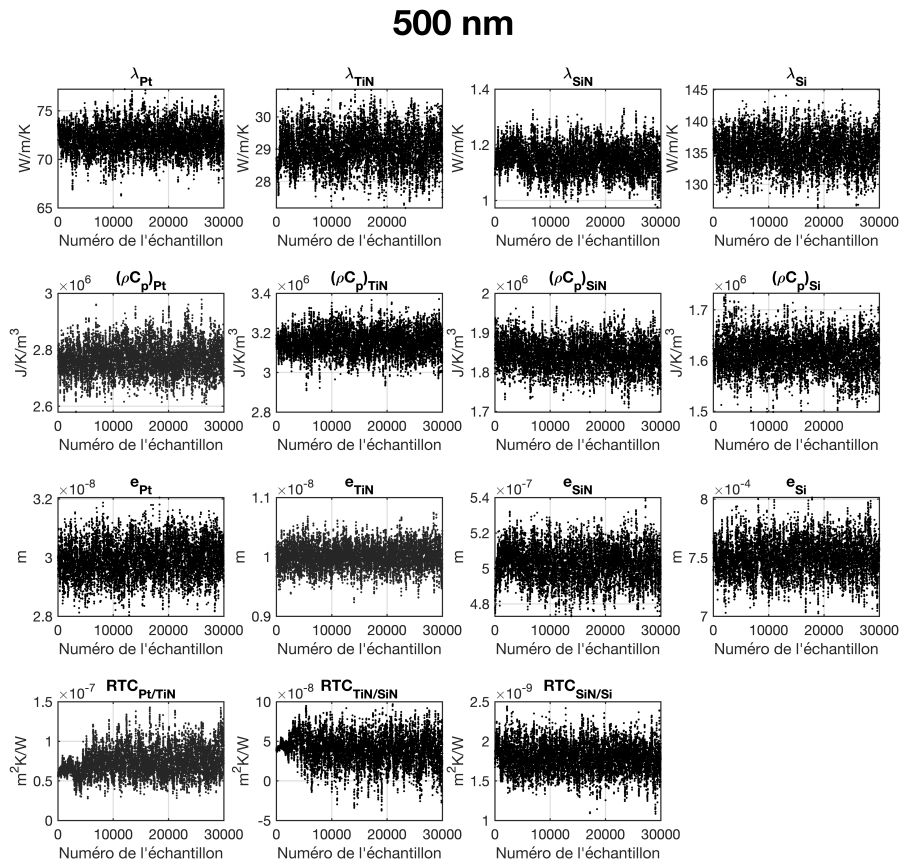 500 nm
λPt
λTiN
λSiN
λSi
W/m/K
75
70
65
0 10000 20000 30000
Numéro de l'échantillon
W/m/K
30
29
28
0 10000 20000 30000
Numéro de l'échantillon
W/m/K
1.4
1.2
1
0 10000 20000 30000
Numéro de l'échantillon
W/m/K
145
140
135
130
0 10000 20000 30000
Numéro de l'échantillon
×10⁶ (ρCp)Pt
J/K/m³
3
2.8
2.6
0 10000 20000 30000
Numéro de l'échantillon
×10⁶ (ρCp)TiN
3.4
3.2
3
2.8
J/K/m³
0 10000 20000 30000
Numéro de l'échantillon
×10⁶ (ρCp)SiN
2
1.9
1.8
1.7
J/K/m³
0 10000 20000 30000
Numéro de l'échantillon
×10⁶ (ρCp)Si
1.7
1.6
1.5
J/K/m³
0 10000 20000 30000
Numéro de l'échantillon
×10⁻⁸ ePt
3.2
3
2.8
m
0 10000 20000 30000
Numéro de l'échantillon
×10⁻⁸ eTiN
1.1
1
0.9
m
0 10000 20000 30000
Numéro de l'échantillon
×10⁻⁷ eSiN
5.4
5.2
5
4.8
m
0 10000 20000 30000
Numéro de l'échantillon
×10⁻⁴ eSi
8
7.5
7
m
0 10000 20000 30000
Numéro de l'échantillon
×10⁻⁷ RTCPt/TiN
1.5
1
0.5
0
m²K/W
0 10000 20000 30000
Numéro de l'échantillon
×10⁻⁸ RTCTiN/SiN
10
5
0
-5
m²K/W
0 10000 20000 30000
Numéro de l'échantillon
×10⁻⁹ RTCSiN/Si
2.5
2
1.5
1
m²K/W
0 10000 20000 30000
Numéro de l'échantillon